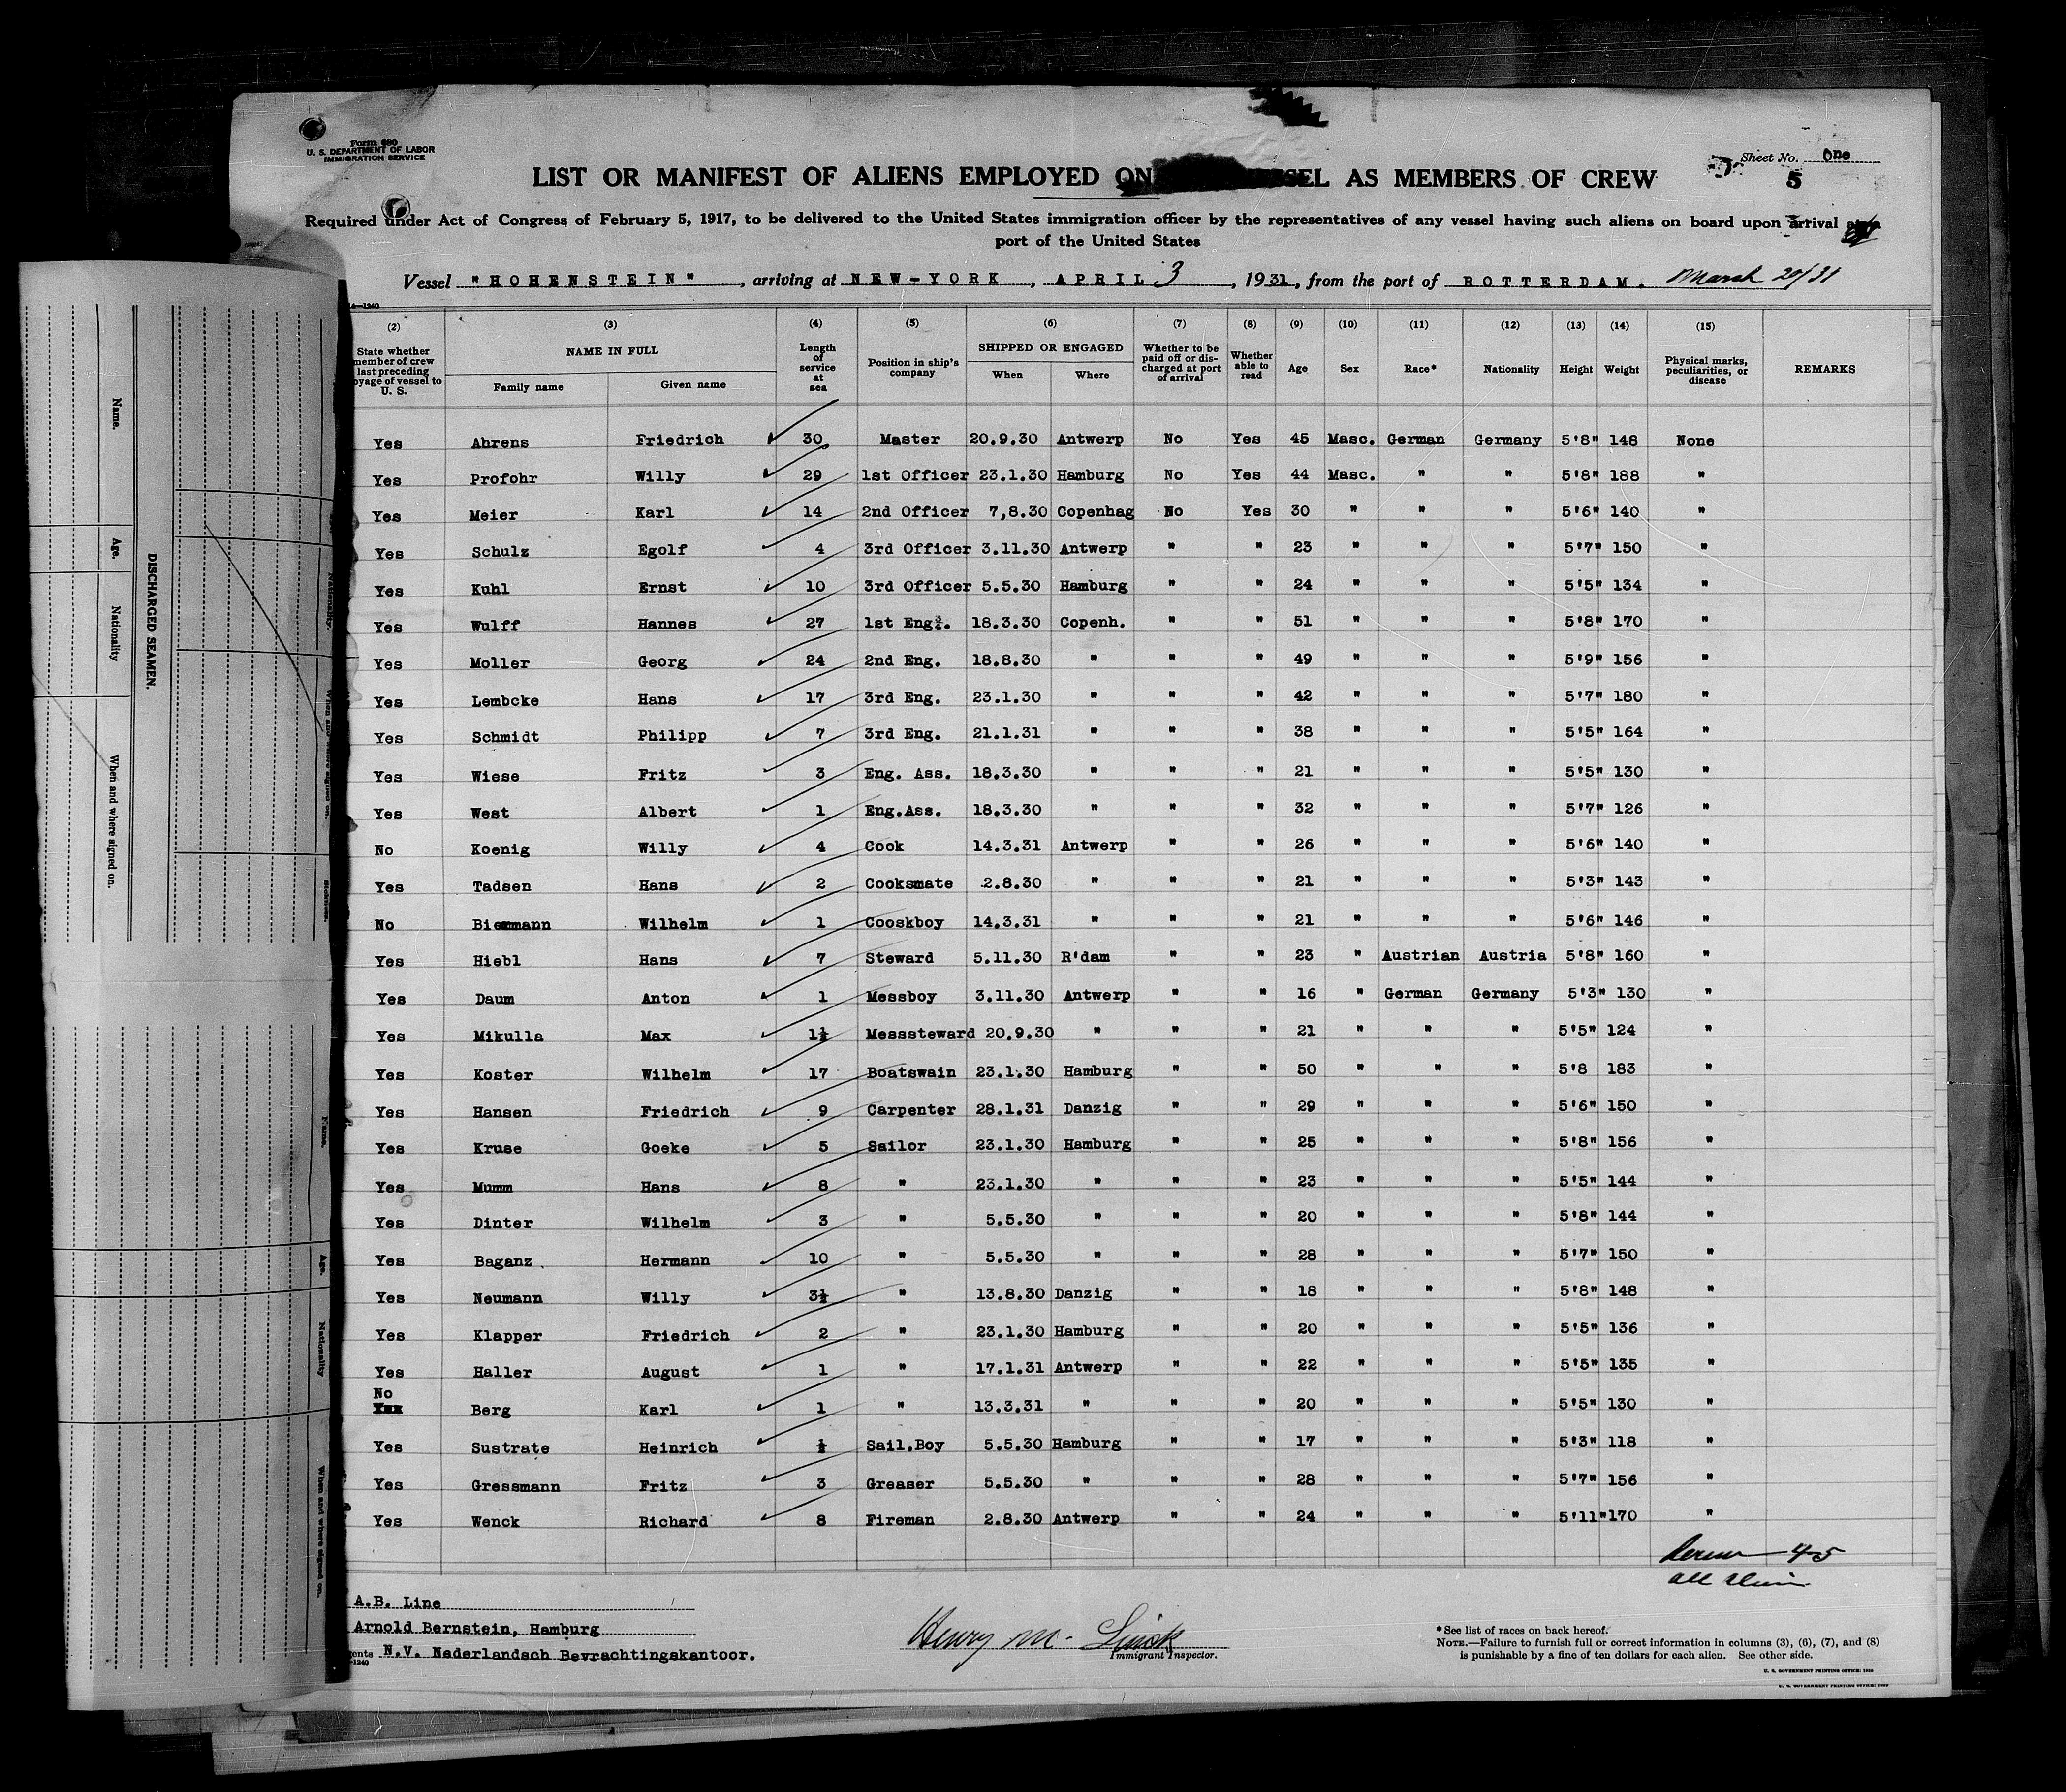 Form 680
U. S. DEPARTMENT OF LABOR
IMMIGRATION SERVICE
Sheet No. One
5
LIST OR MANIFEST OF ALIENS EMPLOYED ON SEL AS MEMBERS OF CREW
Required under Act of Congress of February 5, 1917, to be delivered to the United States immigration officer by the representatives of any vessel having such aliens on board upon arrival
port of the United States
Vessel "HOHENSTEIN", arriving at NEW-YORK, APRIL 3, 1931, from the port of ROTTERDAM. March 20/31
14-1240
(2) (3) (4) (5) (6) (7) (8) (9) (10) (11) (12) (13) (14) (15)
State whether member of crew last preceding voyage of vessel to U. S.
NAME IN FULL
Family name Given name
Length of service at sea
Position in ship's company
SHIPPED OR ENGAGED
When Where
Whether to be paid off or discharged at port of arrival
Whether able to read
Age Sex Race* Nationality Height Weight
Physical marks, peculiarities, or disease
REMARKS
Yes Ahrens Friedrich 30 Master 20.9.30 Antwerp No Yes 45 Masc. German Germany 5'8" 148 None
Yes Profohr Willy 29 1st Officer 23.1.30 Hamburg No Yes 44 Masc. " " 5'8" 188 "
Yes Meier Karl 14 2nd Officer 7,8.30 Copenhag No Yes 30 " " " 5'6" 140 "
Yes Schulz Egolf 4 3rd Officer 3.11.30 Antwerp " " 23 " " " 5'7" 150 "
Yes Kuhl Ernst 10 3rd Officer 5.5.30 Hamburg " " 24 " " " 5'5" 134 "
Yes Wulff Hannes 27 1st Eng. 18.3.30 Copenh. " " 51 " " " 5'8" 170 "
Yes Moller Georg 24 2nd Eng. 18.8.30 " " " 49 " " " 5'9" 156 "
Yes Lembcke Hans 17 3rd Eng. 23.1.30 " " " 42 " " " 5'7" 180 "
Yes Schmidt Philipp 7 3rd Eng. 21.1.31 " " " 38 " " " 5'5" 164 "
Yes Wiese Fritz 3 Eng. Ass. 18.3.30 " " " 21 " " " 5'5" 130 "
Yes West Albert 1 Eng.Ass. 18.3.30 " " " 32 " " " 5'7" 126 "
No Koenig Willy 4 Cook 14.3.31 Antwerp " " 26 " " " 5'6" 140 "
Yes Tadsen Hans 2 Cooksmate 2.8.30 " " " 21 " " " 5'3" 143 "
No Biemann Wilhelm 1 Cooskboy 14.3.31 " " " 21 " " " 5'6" 146 "
Yes Hiebl Hans 7 Steward 5.11.30 R'dam " " 23 " Austrian Austria 5'8" 160 "
Yes Daum Anton 1 Messboy 3.11.30 Antwerp " " 16 " German Germany 5'3" 130 "
Yes Mikulla Max 1½ Messsteward 20.9.30 " " " 21 " " " 5'5" 124 "
Yes Koster Wilhelm 17 Boatswain 23.1.30 Hamburg " " 50 " " " 5'8 183 "
Yes Hansen Friedrich 9 Carpenter 28.1.31 Danzig " " 29 " " " 5'6" 150 "
Yes Kruse Goeke 5 Sailor 23.1.30 Hamburg " " 25 " " " 5'8" 156 "
Yes Mumm Hans 8 " 23.1.30 " " " 23 " " " 5'5" 144 "
Yes Dinter Wilhelm 3 " 5.5.30 " " " 20 " " " 5'8" 144 "
Yes Baganz Hermann 10 " 5.5.30 " " " 28 " " " 5'7" 150 "
Yes Neumann Willy 3½ " 13.8.30 Danzig " " 18 " " " 5'8" 148 "
Yes Klapper Friedrich 2 " 23.1.30 Hamburg " " 20 " " " 5'5" 136 "
Yes Haller August 1 " 17.1.31 Antwerp " " 22 " " " 5'5" 135 "
No
Yes Berg Karl 1 " 13.3.31 " " " 20 " " " 5'5" 130 "
Yes Sustrate Heinrich ½ Sail.Boy 5.5.30 Hamburg " " 17 " " " 5'3" 118 "
Yes Gressmann Fritz 3 Greaser 5.5.30 " " " 28 " " " 5'7" 156 "
Yes Wenck Richard 8 Fireman 2.8.30 Antwerp " " 24 " " " 5'11" 170 "
45
all
A.B. Line
Arnold Bernstein, Hamburg
N.V. Nederlandsch Bevrachtingskantoor.
Henry M.
Immigrant Inspector.
*See list of races on back hereof.
NOTE.—Failure to furnish full or correct information in columns (3), (6), (7), and (8)
is punishable by a fine of ten dollars for each alien. See other side.
U. S. GOVERNMENT PRINTING OFFICE:
U. S. GOVERNMENT PRINTING OFFICE:
DISCHARGED SEAMEN.
Name.
Age.
Nationality
When and where signed on.
Name.
Age.
Nationality
When and where signed on.